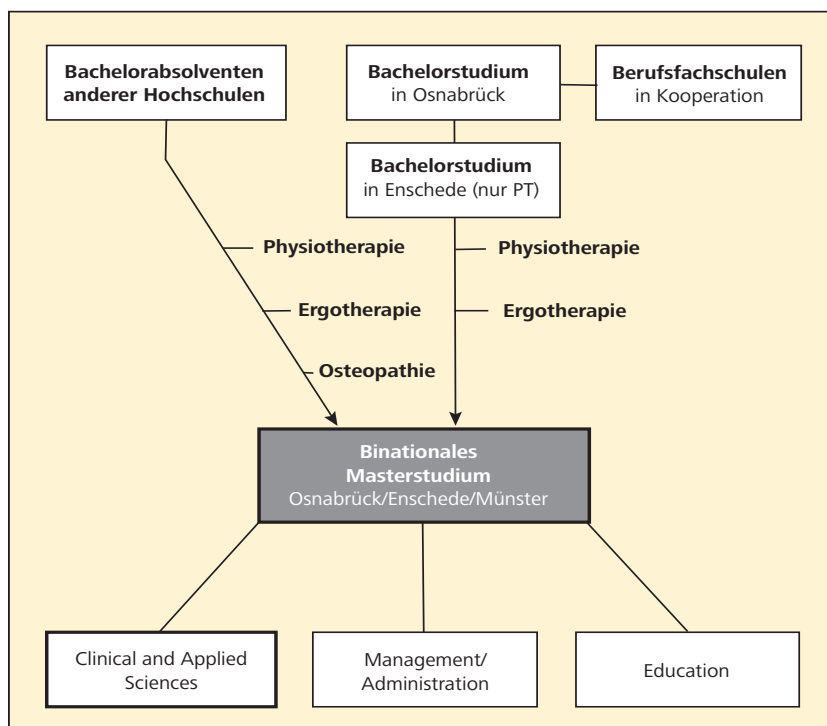 Bachelorabsolventen
anderer Hochschulen
Bachelorstudium
in Osnabrück
Berufsfachschulen
in Kooperation
Bachelorstudium
in Enschede (nur PT)
Physiotherapie
Ergotherapie
Osteopathie
Physiotherapie
Ergotherapie
Binationales
Masterstudium
Osnabrück/Enschede/Münster
Clinical and Applied
Sciences
Management/
Administration
Education